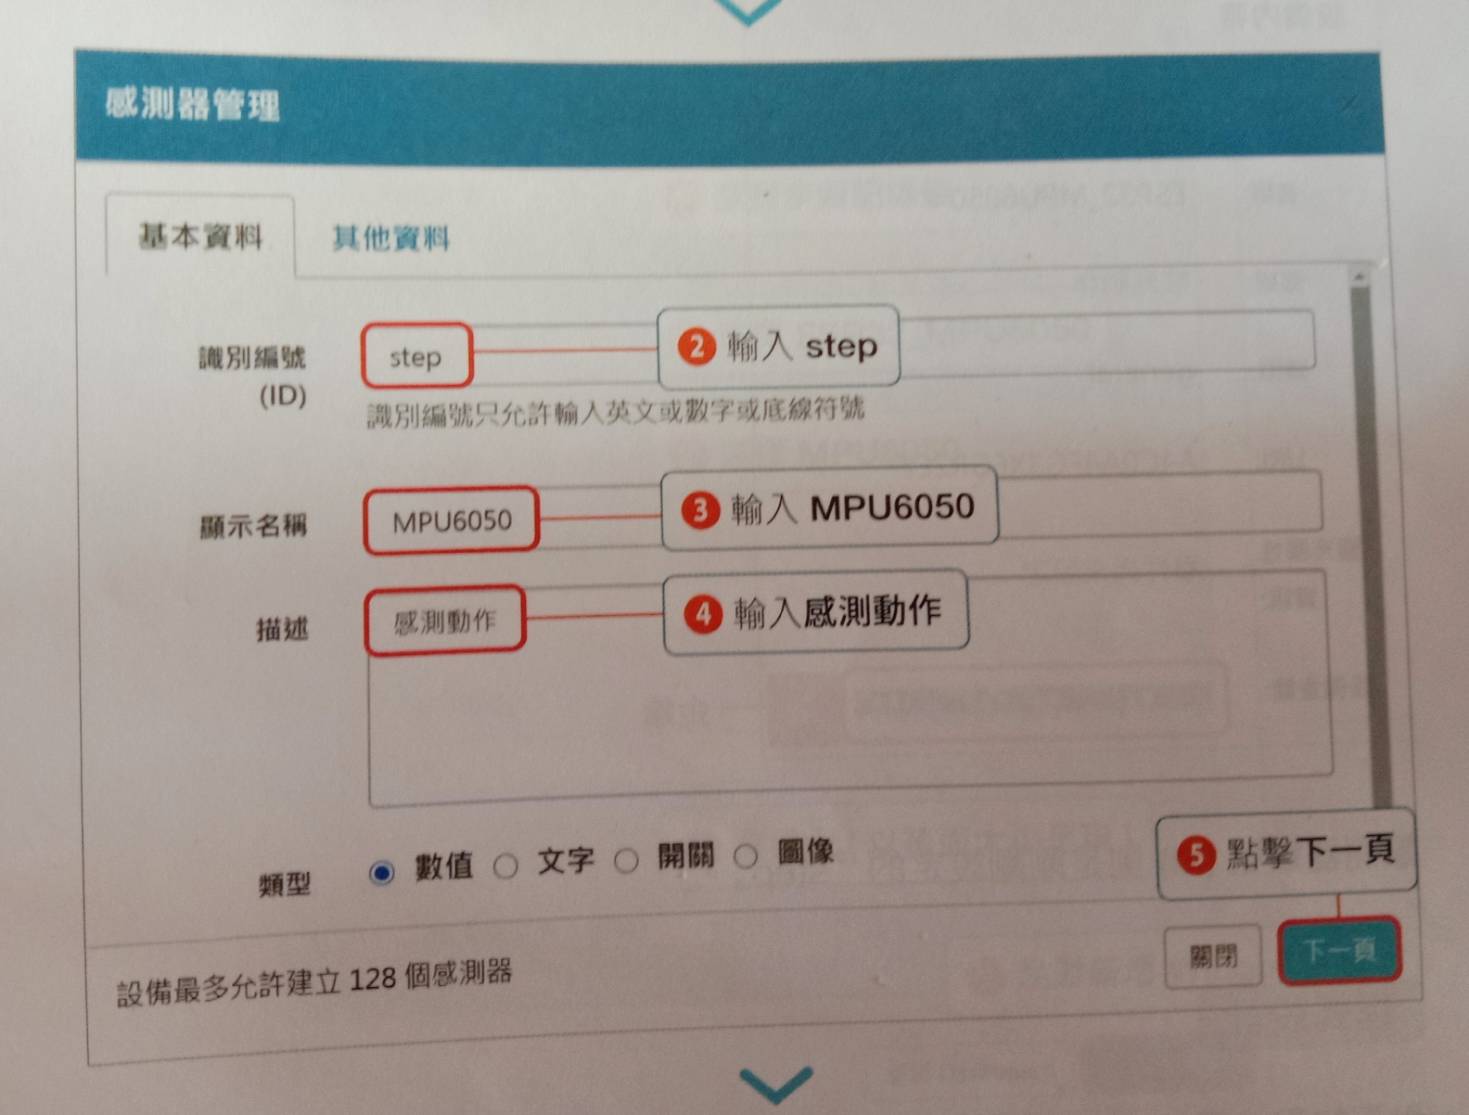 感測器管理
基本資料 其他資料
識別編號 (ID)
step
❷ 輸入 step
識別編號只允許輸入英文或數字或底線符號
顯示名稱
MPU6050
❸ 輸入 MPU6050
描述
感測動作
❹ 輸入感測動作
類型
數值 文字 開關 圖像
❺ 點擊下一頁
設備最多允許建立 128 個感測器
關閉
下一頁